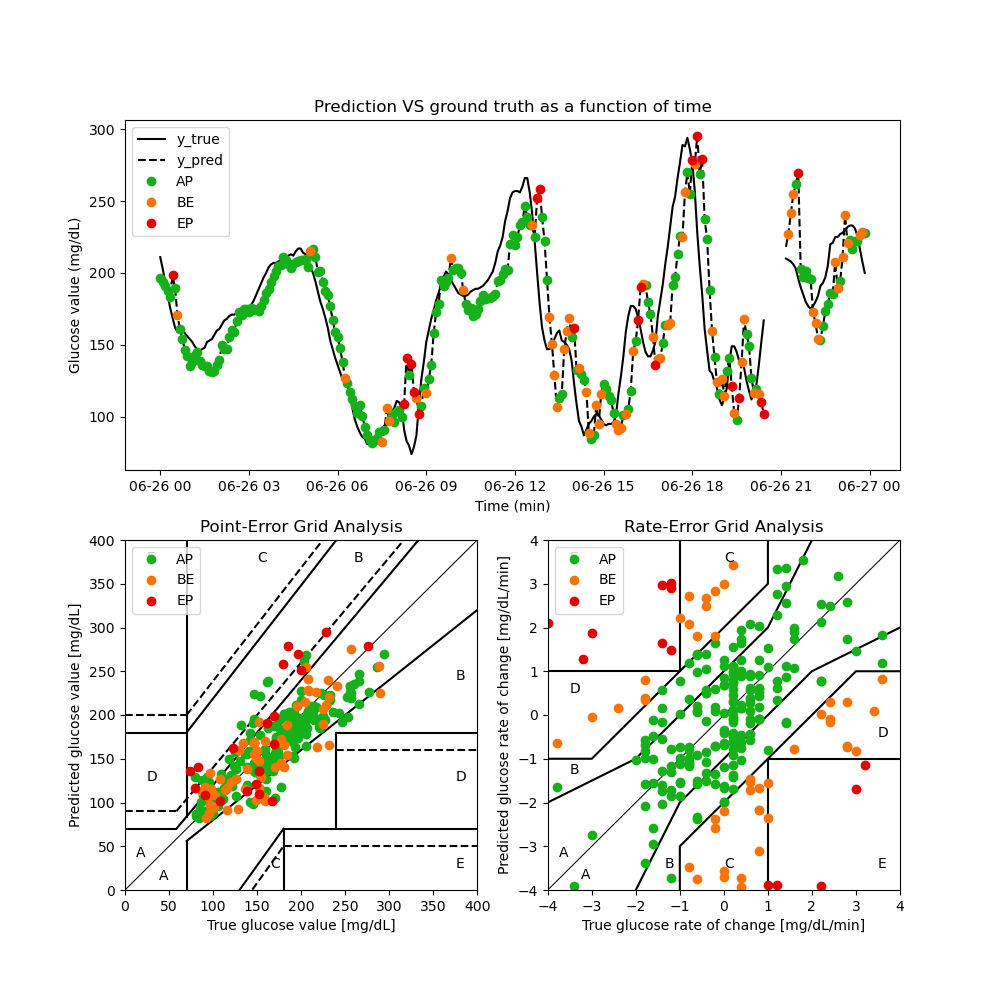 Prediction VS ground truth as a function of time
Glucose value (mg/dL)
300
250
200
150
100
y_true
y_pred
AP
BE
EP
06-26 00 06-26 03 06-26 06 06-26 09 06-26 12 06-26 15 06-26 18 06-26 21 06-27 00
Time (min)
Point-Error Grid Analysis
Predicted glucose value [mg/dL]
400
350
300
250
200
150
100
50
0
AP
BE
EP
C
B
B
D
D
A
A
C
E
0 50 100 150 200 250 300 350 400
True glucose value [mg/dL]
Rate-Error Grid Analysis
Predicted glucose rate of change [mg/dL/min]
4
3
2
1
0
−1
−2
−3
−4
AP
BE
EP
C
D
D
B
A
A
B
C
E
−4 −3 −2 −1 0 1 2 3 4
True glucose rate of change [mg/dL/min]